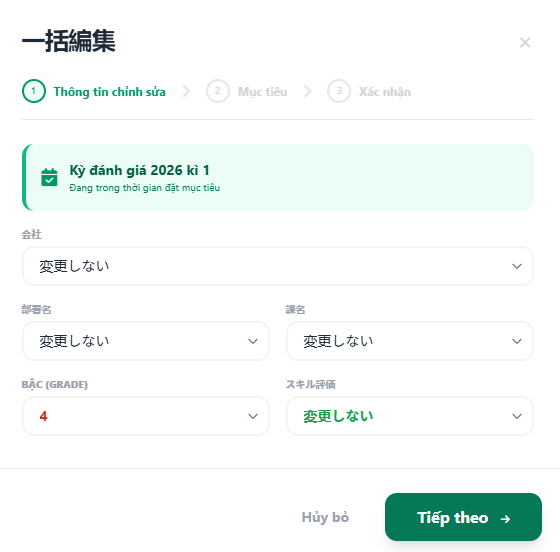 一括編集
×
1 Thông tin chỉnh sửa 2 Mục tiêu 3 Xác nhận
Kỳ đánh giá 2026 kì 1
Đang trong thời gian đặt mục tiêu
会社
変更しない
部署名 課名
変更しない 変更しない
BẬC (GRADE) スキル評価
4 変更しない
Hủy bỏ Tiếp theo →